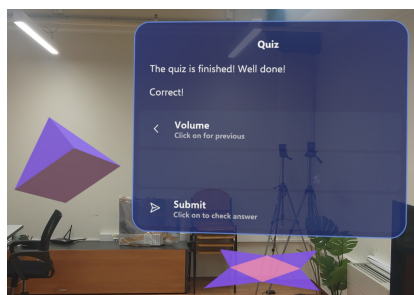 Quiz
The quiz is finished! Well done!
Correct!
Volume
Click on for previous
Submit
Click on to check answer